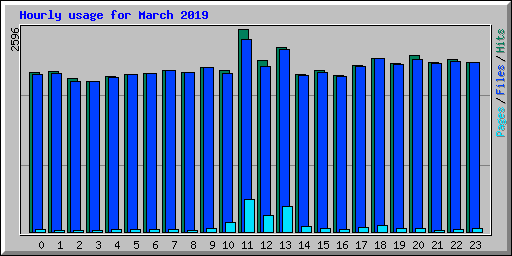 Hourly usage for March 2019
2596
Pages/Files/Hits
0 1 2 3 4 5 6 7 8 9 10 11 12 13 14 15 16 17 18 19 20 21 22 23